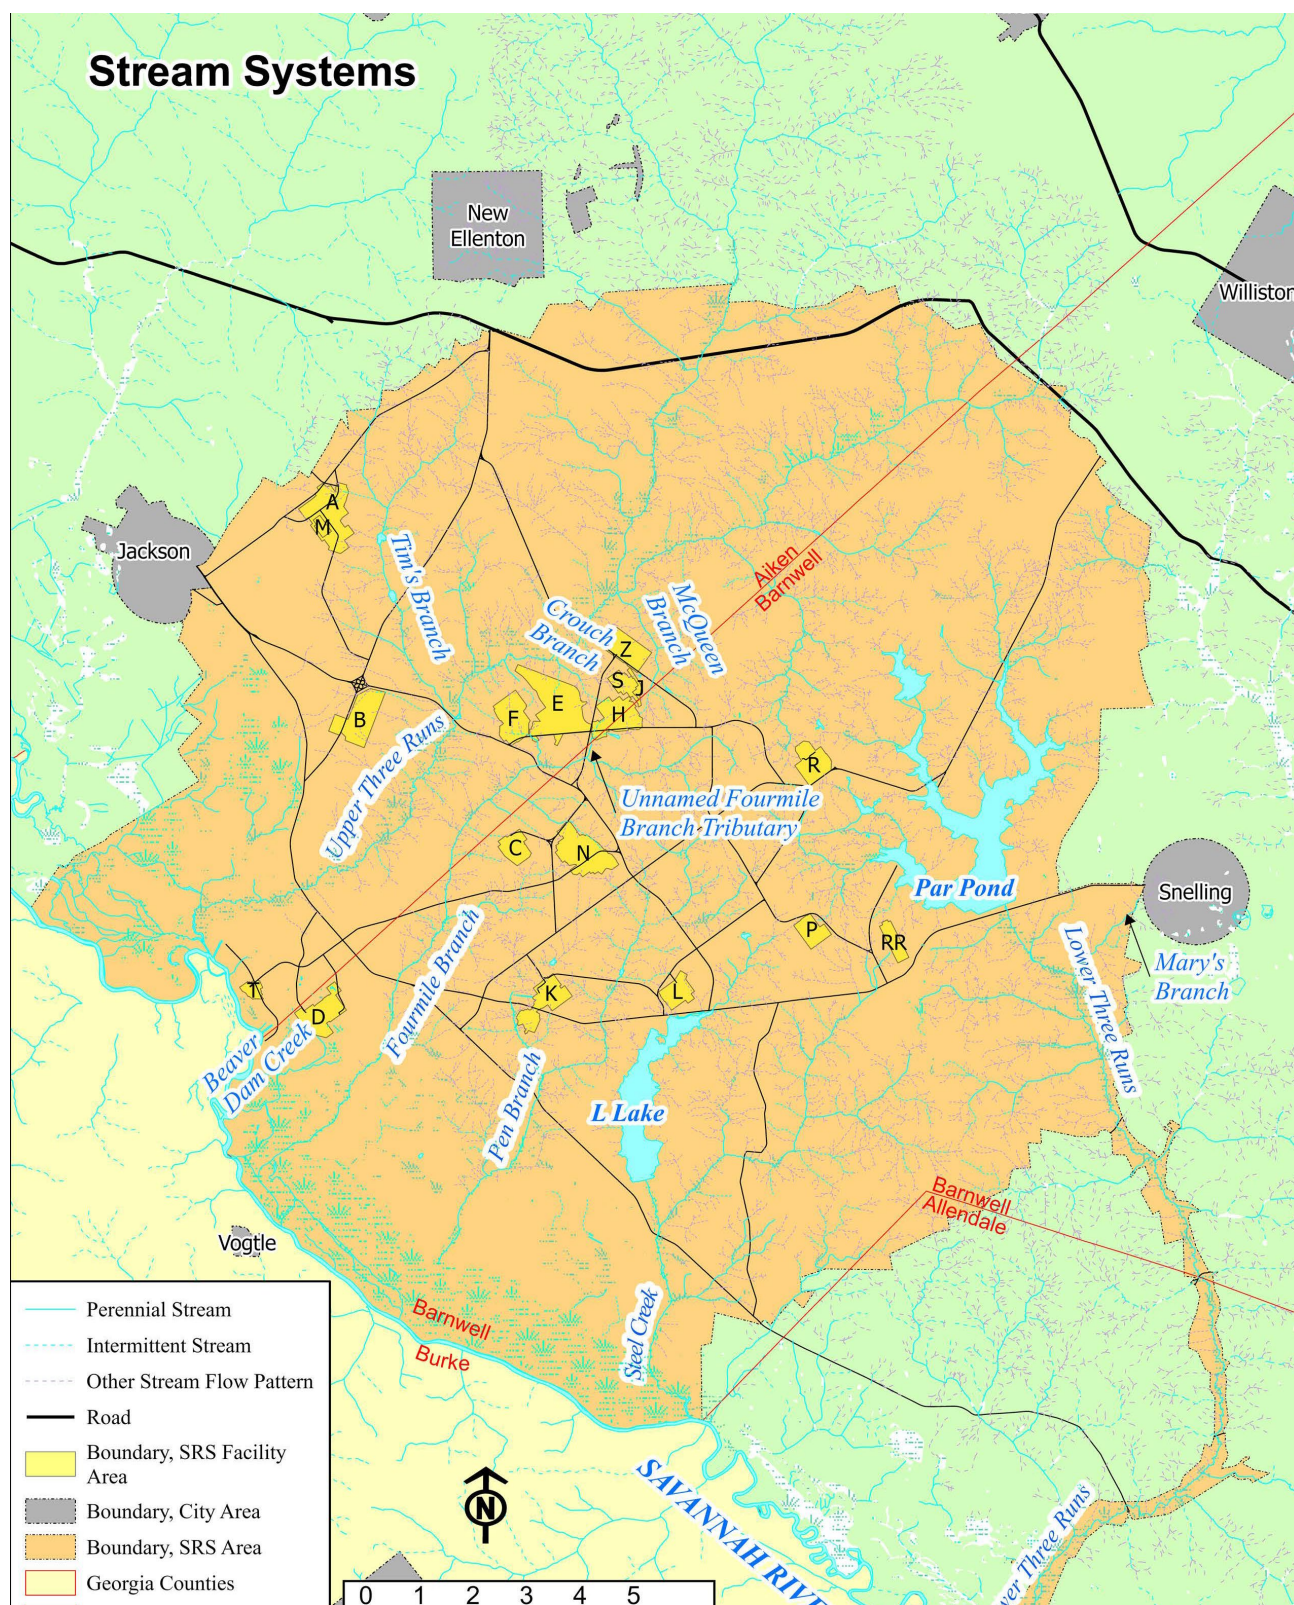 Stream Systems
New
Ellenton
Williston
Jackson
A
M
Tim's Branch
Aiken
Barnwell
Crouch
Branch
McQueen
Branch
Z
S
J
E
F
H
B
Upper Three Runs
R
Unnamed Fourmile
Branch Tributary
C
N
Par Pond
Snelling
P
RR
Mary's
Branch
Lower Three Runs
Fourmile Branch
T
D
K
L
Beaver
Dam Creek
Pen Branch
L Lake
Barnwell
Allendale
Vogtle
Barnwell
Burke
Steel Creek
SAVANNAH RIVE
wer Three Runs
N
Perennial Stream
Intermittent Stream
Other Stream Flow Pattern
Road
Boundary, SRS Facility
Area
Boundary, City Area
Boundary, SRS Area
Georgia Counties
0 1 2 3 4 5